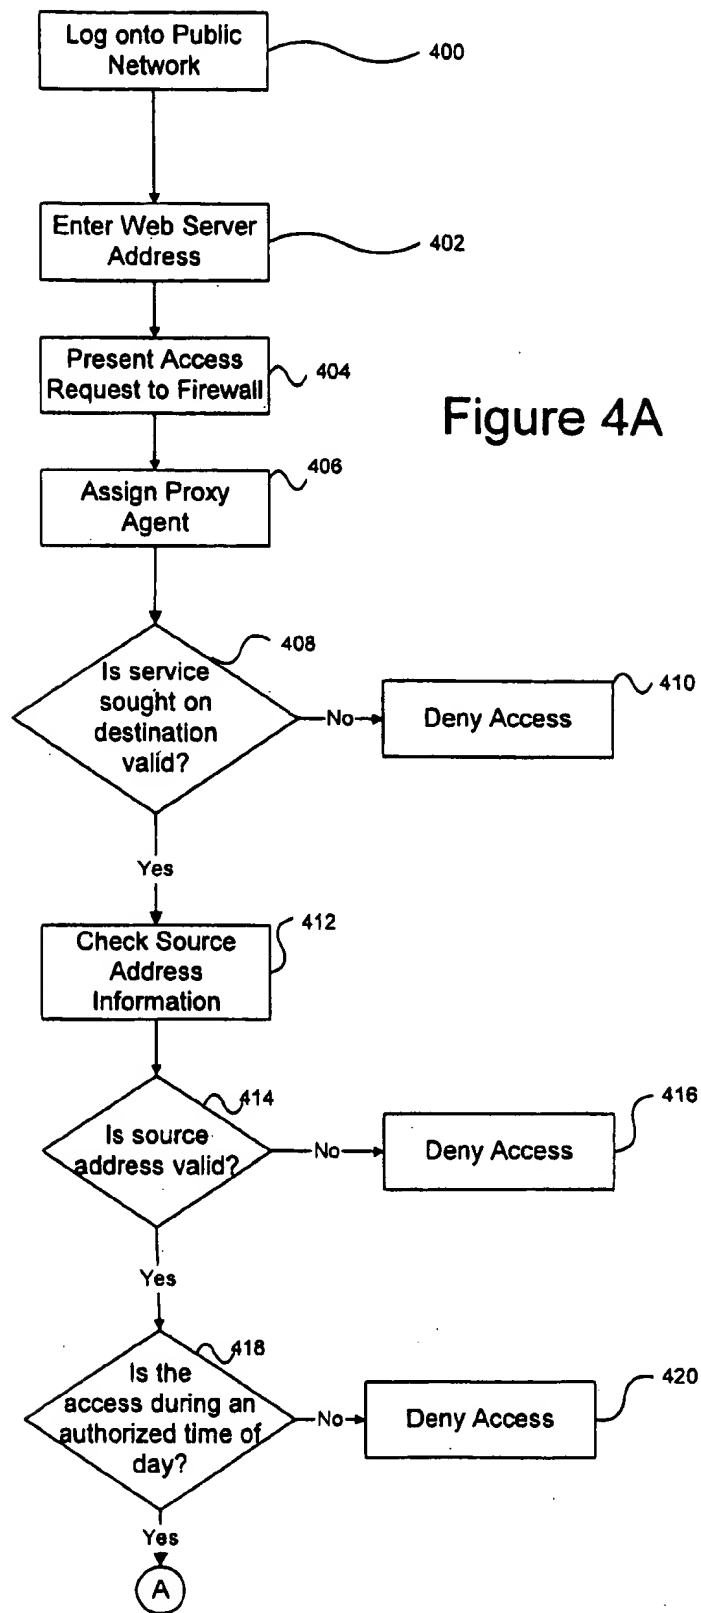 Log onto Public
Network
400
Enter Web Server
Address
402
Present Access
Request to Firewall
404
Figure 4A
406
Assign Proxy
Agent
408
Is service
sought on
destination
valid?
No
Deny Access
410
Yes
412
Check Source
Address
Information
414
Is source
address valid?
No
Deny Access
416
Yes
418
Is the
access during an
authorized time of
day?
No
Deny Access
420
Yes
A